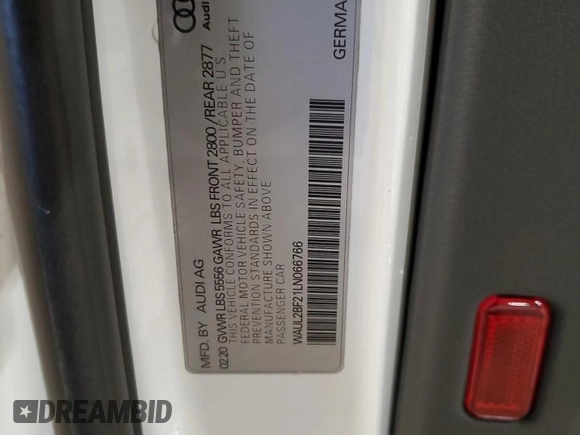 Audi
GERMA
MFD. BY AUDI AG
02.20 GVWR LBS 5556 GAWR LBS FRONT 2800 / REAR 2877
THIS VEHICLE CONFORMS TO ALL APPLICABLE U.S.
FEDERAL MOTOR VEHICLE SAFETY, BUMPER AND THEFT
PREVENTION STANDARDS IN EFFECT ON THE DATE OF
MANUFACTURE SHOWN ABOVE
PASSENGER CAR
WAUL2BF21LN066766
DREAMBID